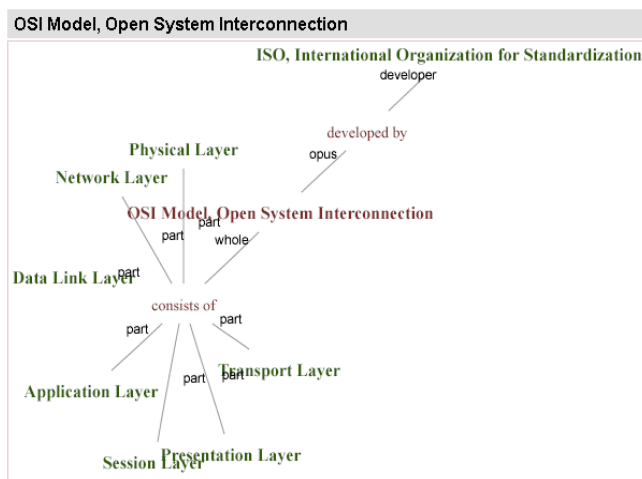 OSI Model, Open System Interconnection
ISO, International Organization for Standardization
developer
developed by
opus
Physical Layer
Network Layer
OSI Model, Open System Interconnection
part
part
whole
Data Link Layer
part
consists of
part
part
Transport Layer
part
part
Application Layer
Presentation Layer
Session Layer